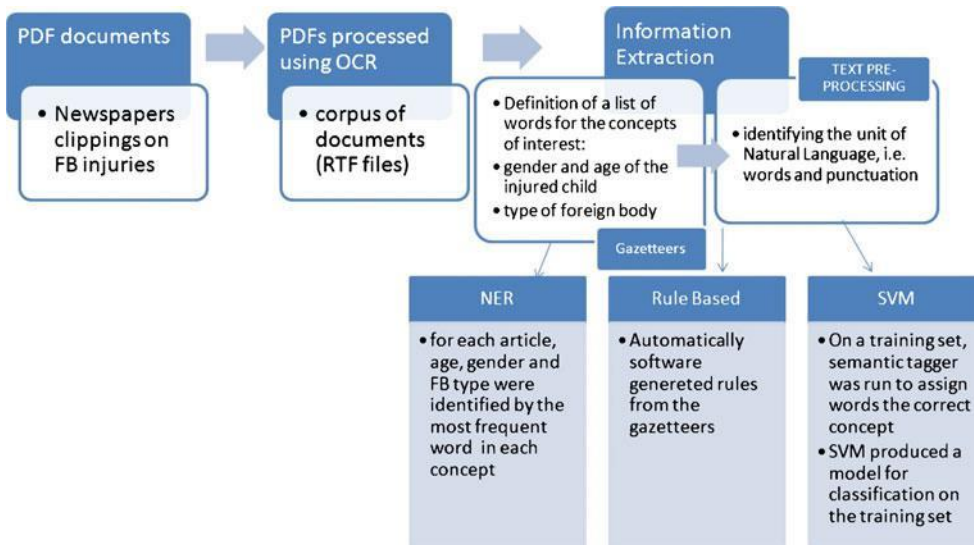 PDF documents
• Newspapers
clippings on
FB injuries
PDFs processed
using OCR
• corpus of
documents
(RTF files)
Information
Extraction
• Definition of a list of
words for the concepts
of interest:
• gender and age of the
injured child
• type of foreign body
Gazetteers
TEXT PRE-
PROCESSING
• identifying the unit of
Natural Language, i.e.
words and punctuation
NER
• for each article,
age, gender and
FB type were
identified by the
most frequent
word in each
concept
Rule Based
• Automatically
software
genereted rules
from the
gazetteers
SVM
• On a training set,
semantic tagger
was run to assign
words the correct
concept
• SVM produced a
model for
classification on
the training set